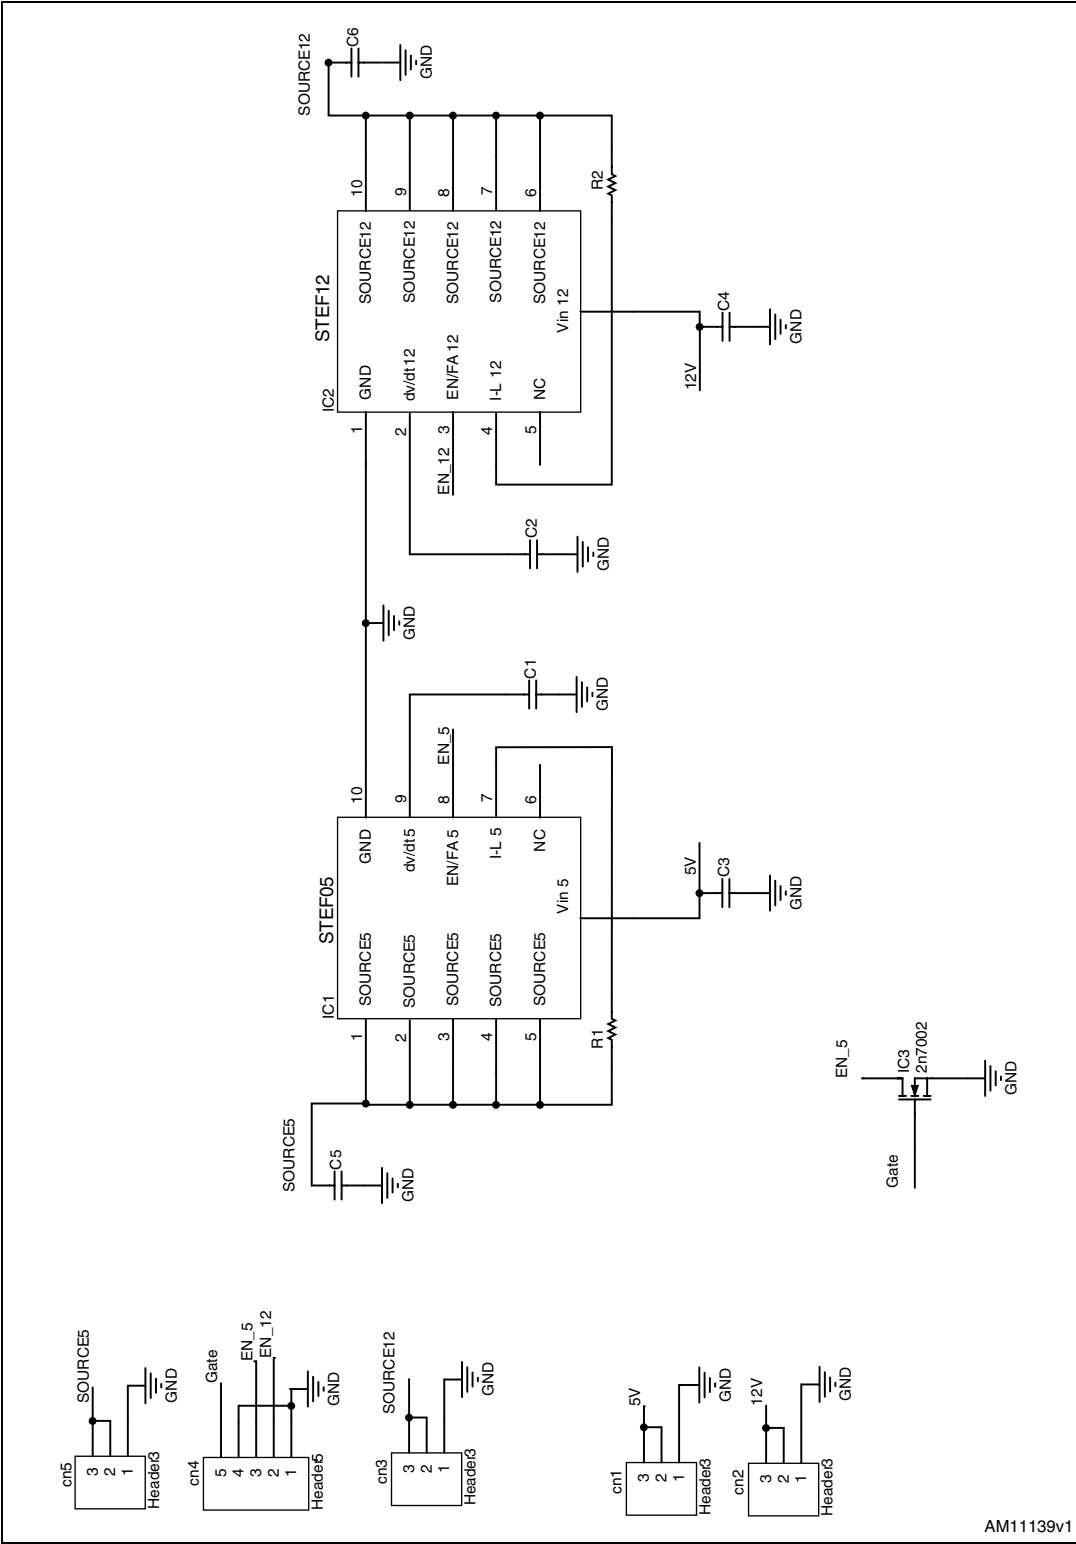 SOURCE12
C6
GND
STEF12
IC2
1
GND
2
dv/dt12
3
EN/FA 12
EN_12
4
I-L 12
5
NC
Vin 12
10
SOURCE12
9
SOURCE12
8
SOURCE12
7
SOURCE12
6
SOURCE12
R2
12V
C4
GND
C2
GND
GND
STEF05
IC1
1
SOURCE5
2
SOURCE5
3
SOURCE5
4
SOURCE5
5
SOURCE5
10
GND
9
dv/dt5
8
EN/FA 5
EN_5
7
I-L 5
6
NC
Vin 5
C1
GND
R1
5V
C3
GND
SOURCE5
C5
GND
EN_5
IC3
2n7002
GND
Gate
cn5
3
2
1
Header3
SOURCE5
GND
cn4
5
4
3
2
1
Header5
Gate
EN_5
EN_12
GND
cn3
3
2
1
Header3
SOURCE12
GND
cn1
3
2
1
Header3
5V
GND
cn2
3
2
1
Header3
12V
GND
AM11139v1